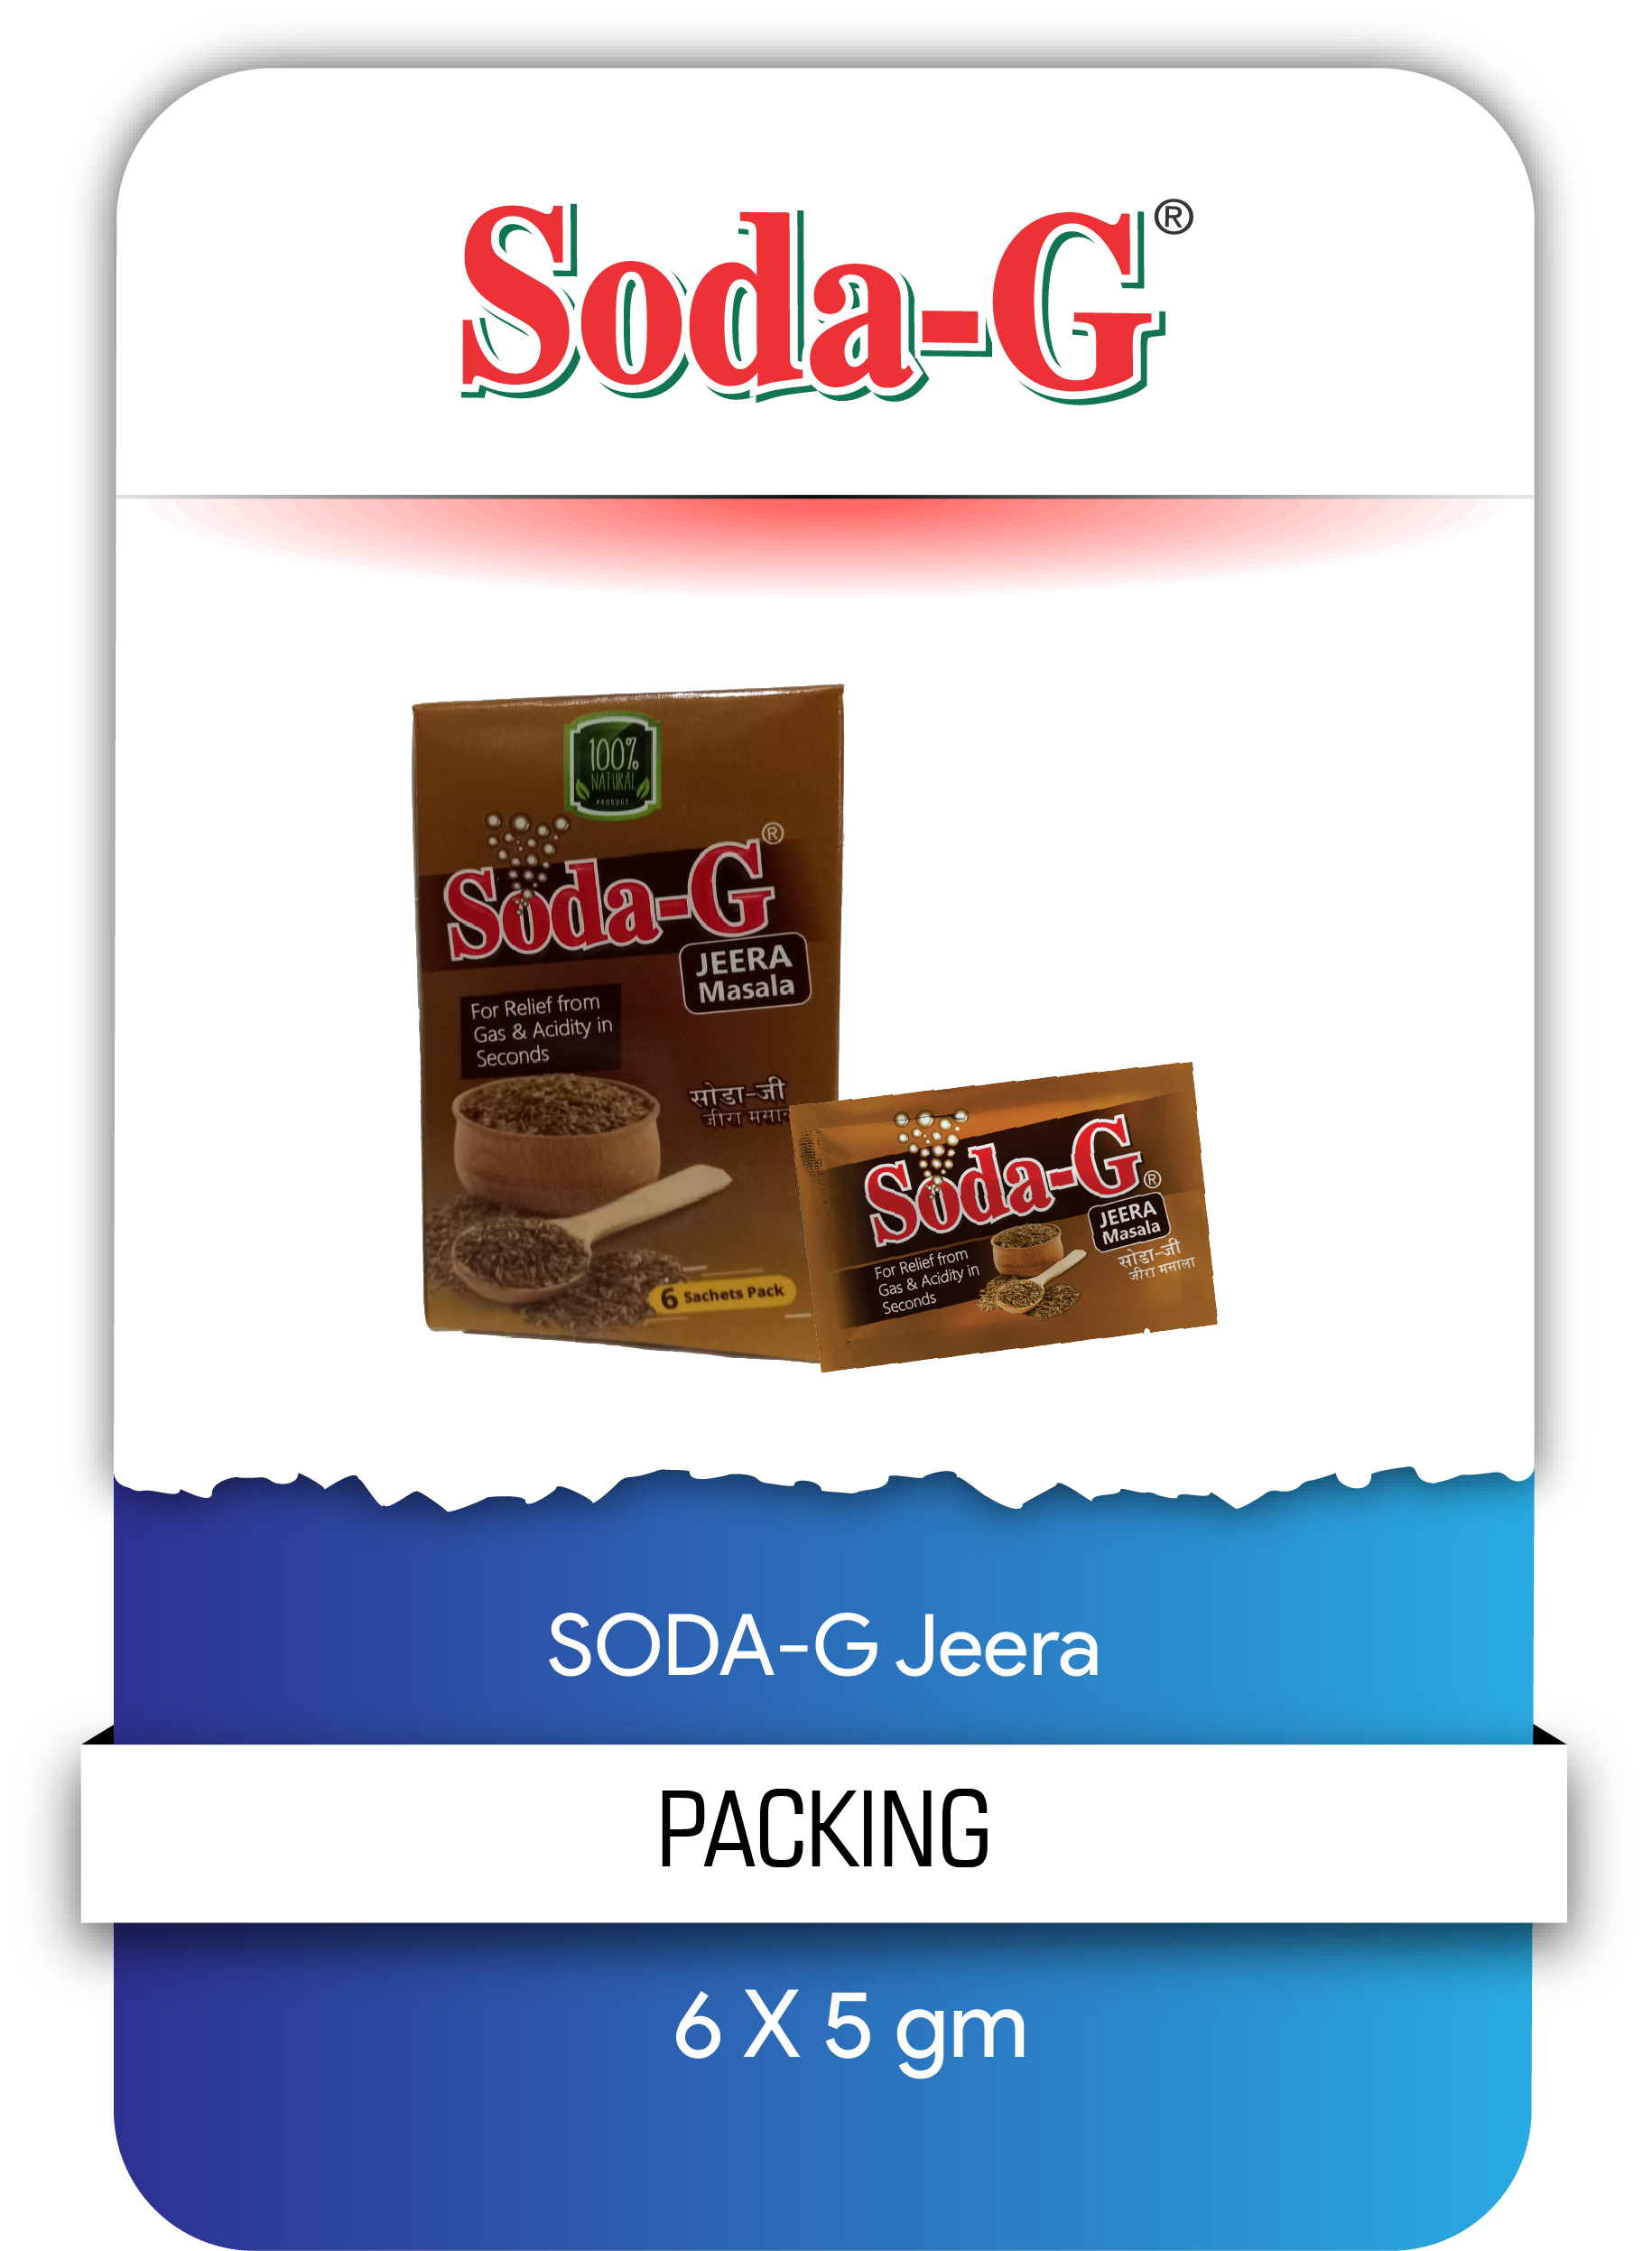 Soda-G®
100%
NATURAL
PRODUCT
Soda-G®
JEERA
Masala
For Relief from
Gas & Acidity in
Seconds
सोडा-जी
जीरा
6 Sachets Pack
Soda-G®
JEERA
Masala
For Relief from
Gas & Acidity in
Seconds
सोडा-जी
जीरा मसाला
SODA-G Jeera
PACKING
6 X 5 gm